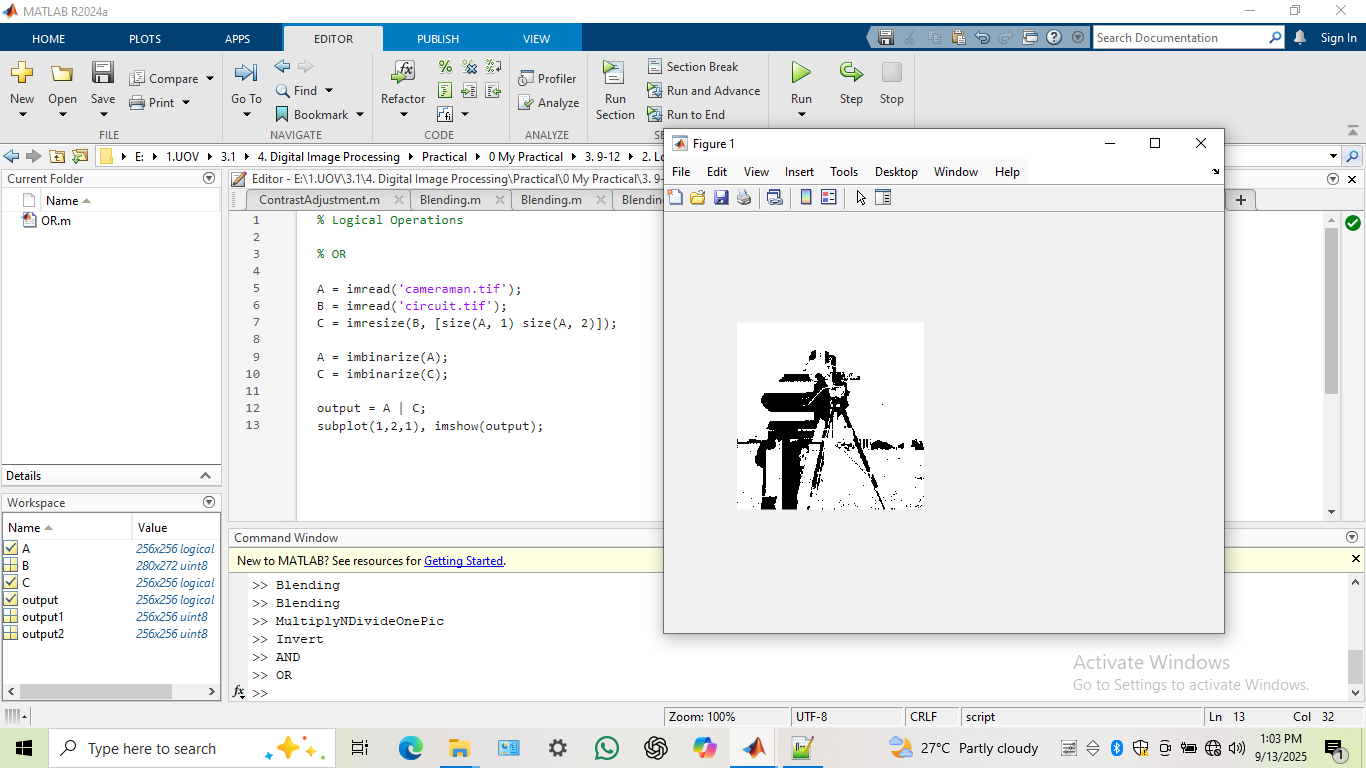 MATLAB R2024a
HOME PLOTS APPS EDITOR PUBLISH VIEW Search Documentation Sign In
New Open Save Compare Print Go To Find Bookmark Refactor Profiler Analyze Run Section Section Break Run and Advance Run to End Run Step Stop
FILE NAVIGATE CODE ANALYZE
E: 1.UOV 3.1 4. Digital Image Processing Practical 0 My Practical 3. 9-12
Current Folder
Name
OR.m
Details
Workspace
Name Value
A 256x256 logical
B 280x272 uint8
C 256x256 logical
output 256x256 logical
output1 256x256 uint8
output2 256x256 uint8
Editor - E:\1.UOV\3.1\4. Digital Image Processing\Practical\0 My Practical\3. 9-
ContrastAdjustment.m Blending.m Blending.m
1 % Logical Operations
2
3 % OR
4
5 A = imread('cameraman.tif');
6 B = imread('circuit.tif');
7 C = imresize(B, [size(A, 1) size(A, 2)]);
8
9 A = imbinarize(A);
10 C = imbinarize(C);
11
12 output = A | C;
13 subplot(1,2,1), imshow(output);
Figure 1
File Edit View Insert Tools Desktop Window Help
Command Window
New to MATLAB? See resources for Getting Started.
>> Blending
>> Blending
>> MultiplyNDivideOnePic
>> Invert
>> AND
>> OR
fx >>
Activate Windows
Go to Settings to activate Windows.
Zoom: 100% UTF-8 CRLF script Ln 13 Col 32
Type here to search
27°C Partly cloudy
1:03 PM
9/13/2025
1